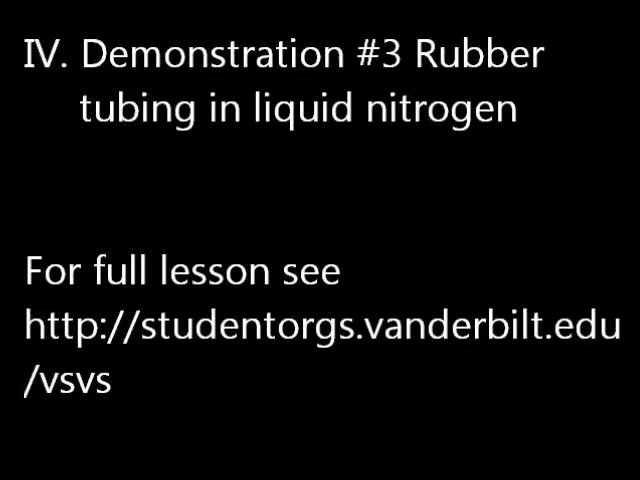 IV. Demonstration #3 Rubber
tubing in liquid nitrogen
For full lesson see
http://studentorgs.vanderbilt.edu
/vsvs